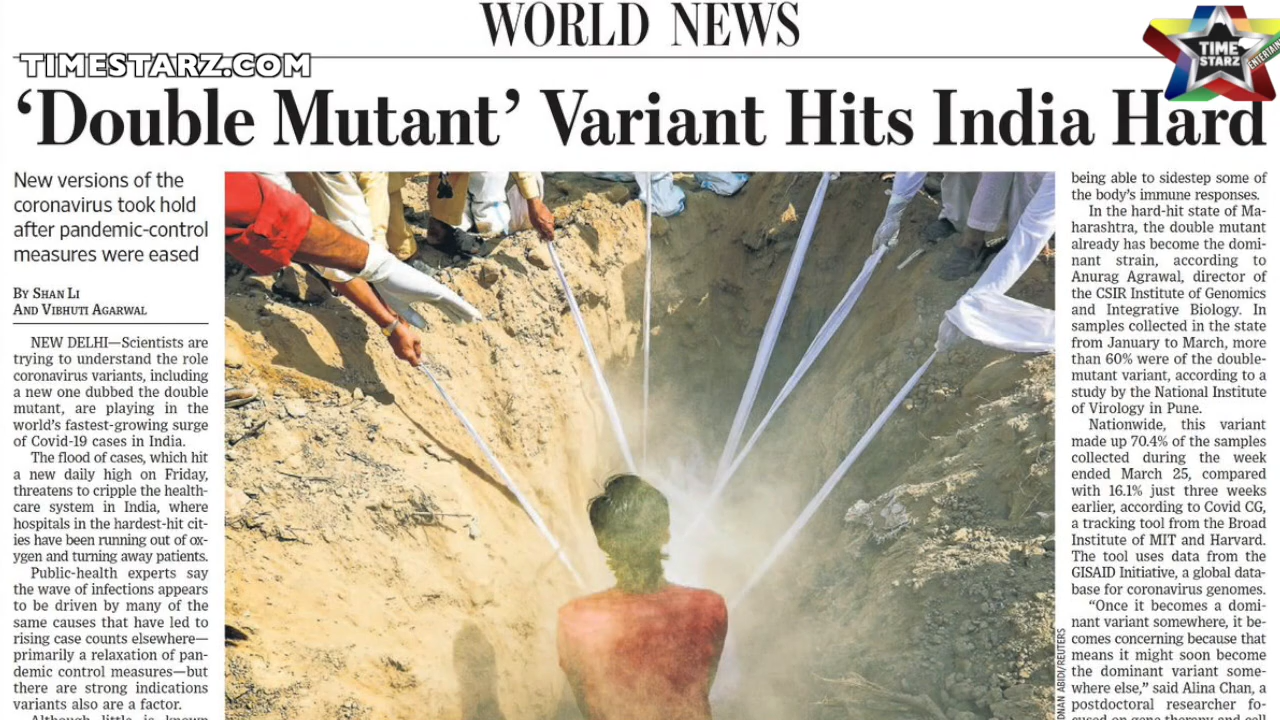 WORLD NEWS
TIMESTARZ.COM
TIME
STARZ
‘Double Mutant’ Variant Hits India Hard
New versions of the
coronavirus took hold
after pandemic-control
measures were eased
BY SHAN LI
AND VIBHUTI AGARWAL
NEW DELHI—Scientists are
trying to understand the role
coronavirus variants, including
a new one dubbed the double
mutant, are playing in the
world’s fastest-growing surge
of Covid-19 cases in India.
The flood of cases, which hit
a new daily high on Friday,
threatens to cripple the health-
care system in India, where
hospitals in the hardest-hit cit-
ies have been running out of ox-
ygen and turning away patients.
Public-health experts say
the wave of infections appears
to be driven by many of the
same causes that have led to
rising case counts elsewhere—
primarily a relaxation of pan-
demic control measures—but
there are strong indications
variants also are a factor.
Although little is known
ABIDI/REUTERS
being able to sidestep some of
the body’s immune responses.
In the hard-hit state of Ma-
harashtra, the double mutant
already has become the domi-
nant strain, according to
Anurag Agrawal, director of
the CSIR Institute of Genomics
and Integrative Biology. In
samples collected in the state
from January to March, more
than 60% were of the double-
mutant variant, according to a
study by the National Institute
of Virology in Pune.
Nationwide, this variant
made up 70.4% of the samples
collected during the week
ended March 25, compared
with 16.1% just three weeks
earlier, according to Covid CG,
a tracking tool from the Broad
Institute of MIT and Harvard.
The tool uses data from the
GISAID Initiative, a global data-
base for coronavirus genomes.
“Once it becomes a domi-
nant variant somewhere, it be-
comes concerning because that
means it might soon become
the dominant variant some-
where else,” said Alina Chan, a
postdoctoral researcher fo-
cused on gene therapy and cell